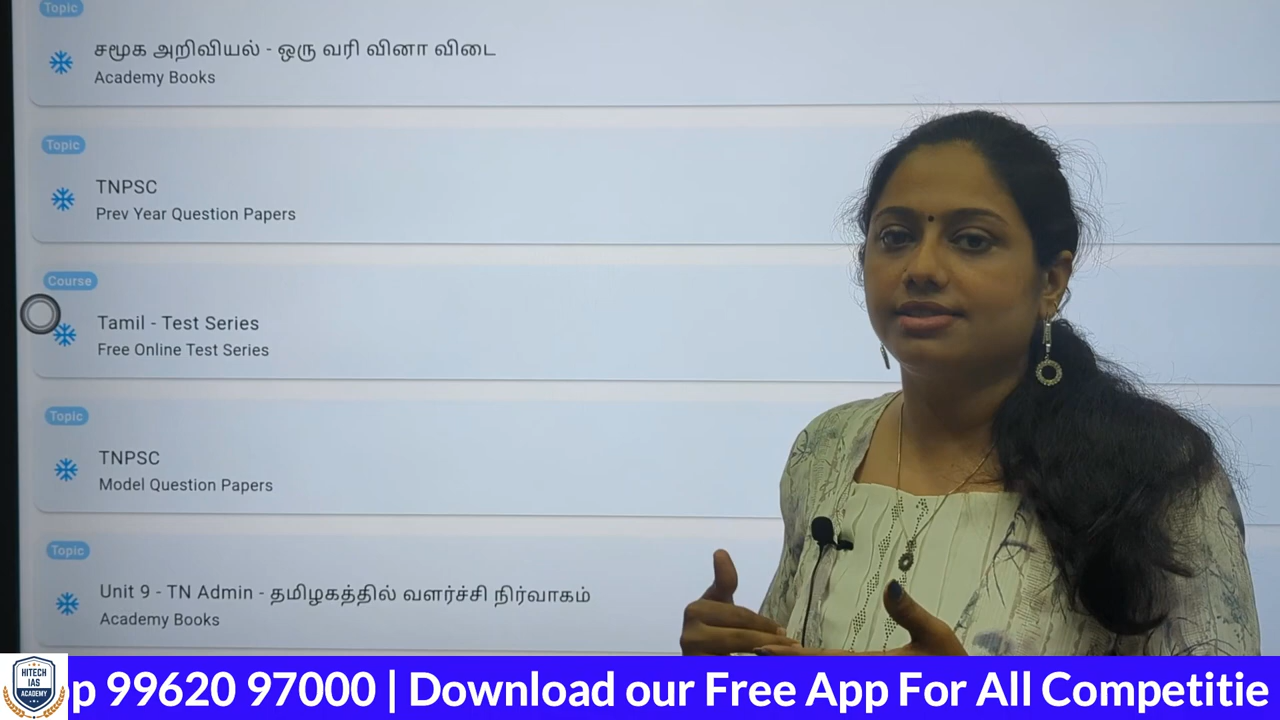 Topic
சமூக அறிவியல் - ஒரு வரி வினா விடை
Academy Books
Topic
TNPSC
Prev Year Question Papers
Course
Tamil - Test Series
Free Online Test Series
Topic
TNPSC
Model Question Papers
Topic
Unit 9 - TN Admin - தமிழகத்தில் வளர்ச்சி நிர்வாகம்
Academy Books
HITECH
IAS
ACADEMY
p 99620 97000 | Download our Free App For All Competitie